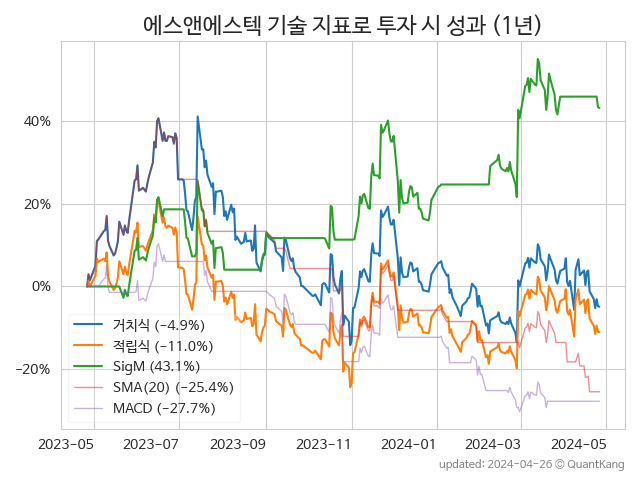 에스앤에스텍 기술 지표로 투자 시 성과 (1년)
40%
20%
0%
−20%
거치식 (−4.9%)
적립식 (−11.0%)
SigM (43.1%)
SMA(20) (−25.4%)
MACD (−27.7%)
2023-05 2023-07 2023-09 2023-11 2024-01 2024-03 2024-05
updated: 2024-04-26 © QuantKang